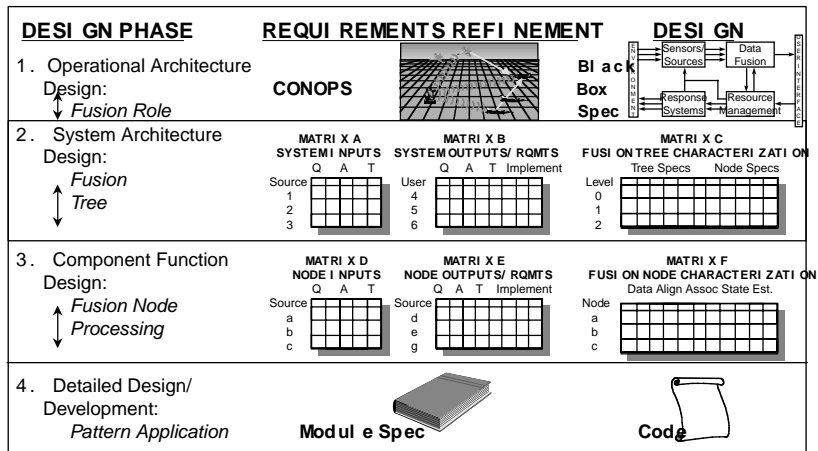 DESIGN PHASE REQUIREMENTS REFINEMENT DESIGN
1. Operational Architecture
Design:
Fusion Role
CONOPS
Black
Box
Spec
ENVIRONMENT
Sensors/
Sources
Data
Fusion
Response
Systems
Resource
Management
USER INTERFACE
2. System Architecture
Design:
Fusion
Tree
MATRIX A
SYSTEM INPUTS
Q A T
Source
1
2
3
MATRIX B
SYSTEM OUTPUTS/ RQMTS
Q A T Implement
User
4
5
6
MATRIX C
FUSION TREE CHARACTERIZATION
Tree Specs Node Specs
Level
0
1
2
3. Component Function
Design:
Fusion Node
Processing
MATRIX D
NODE INPUTS
Q A T
Source
a
b
c
MATRIX E
NODE OUTPUTS/ RQMTS
Q A T Implement
Source
d
e
g
MATRIX F
FUSION NODE CHARACTERIZATION
Data Align Assoc State Est.
Node
a
b
c
4. Detailed Design/
Development:
Pattern Application
Module Spec
Code